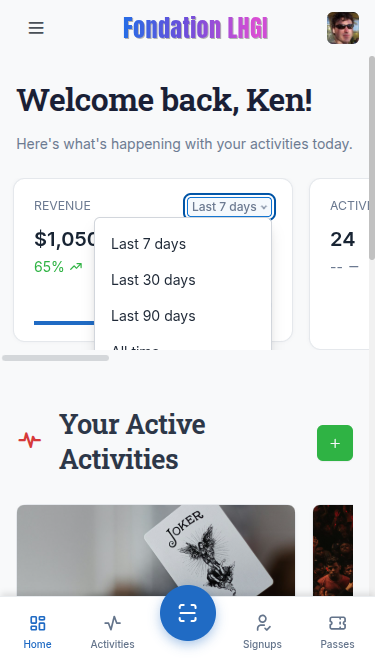 Fondation LHGI
Welcome back, Ken!
Here's what's happening with your activities today.
REVENUE
Last 7 days
$1,050
65%
Last 7 days
Last 30 days
Last 90 days
All time
ACTIV
24
--
Your Active
Activities
+
JOKER
Home
Activities
Signups
Passes